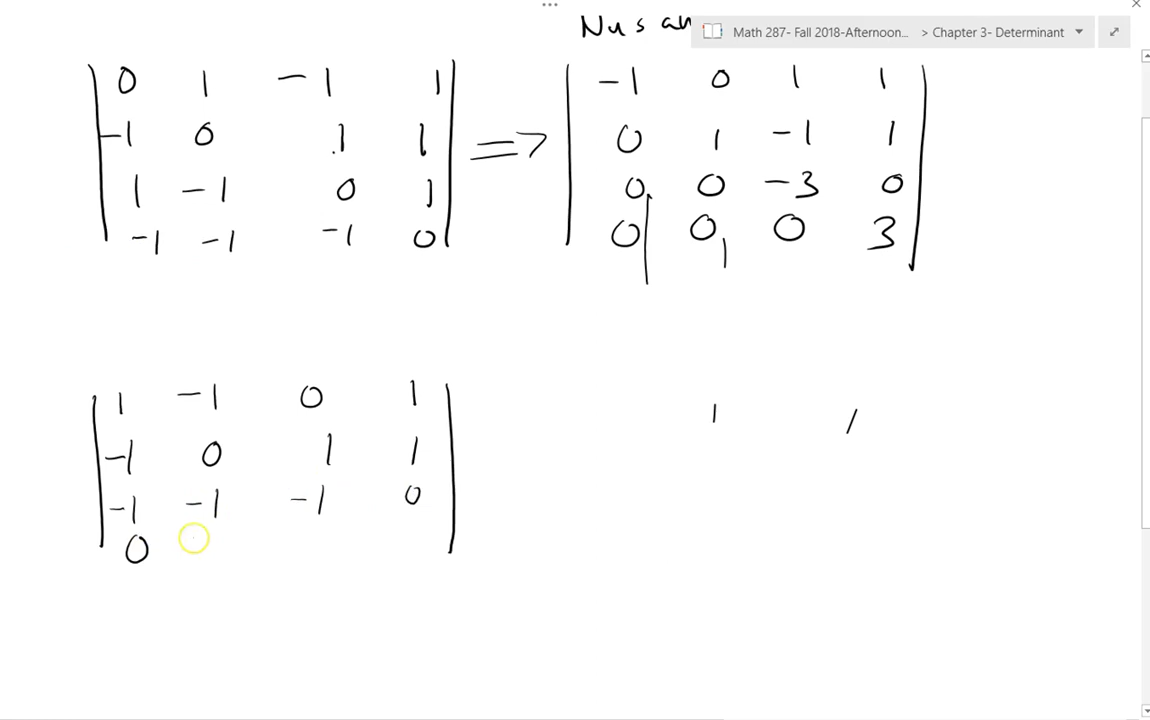 Nus an
Math 287- Fall 2018-Afternoon... > Chapter 3- Determinant
0 1 -1 1 => -1 0 1 1
-1 0 1 1 0 1 -1 1
1 -1 0 1 0 0 -3 0
-1 -1 -1 0 0 0 0 3
1 -1 0 1
-1 0 1 1
-1 -1 -1 0
0